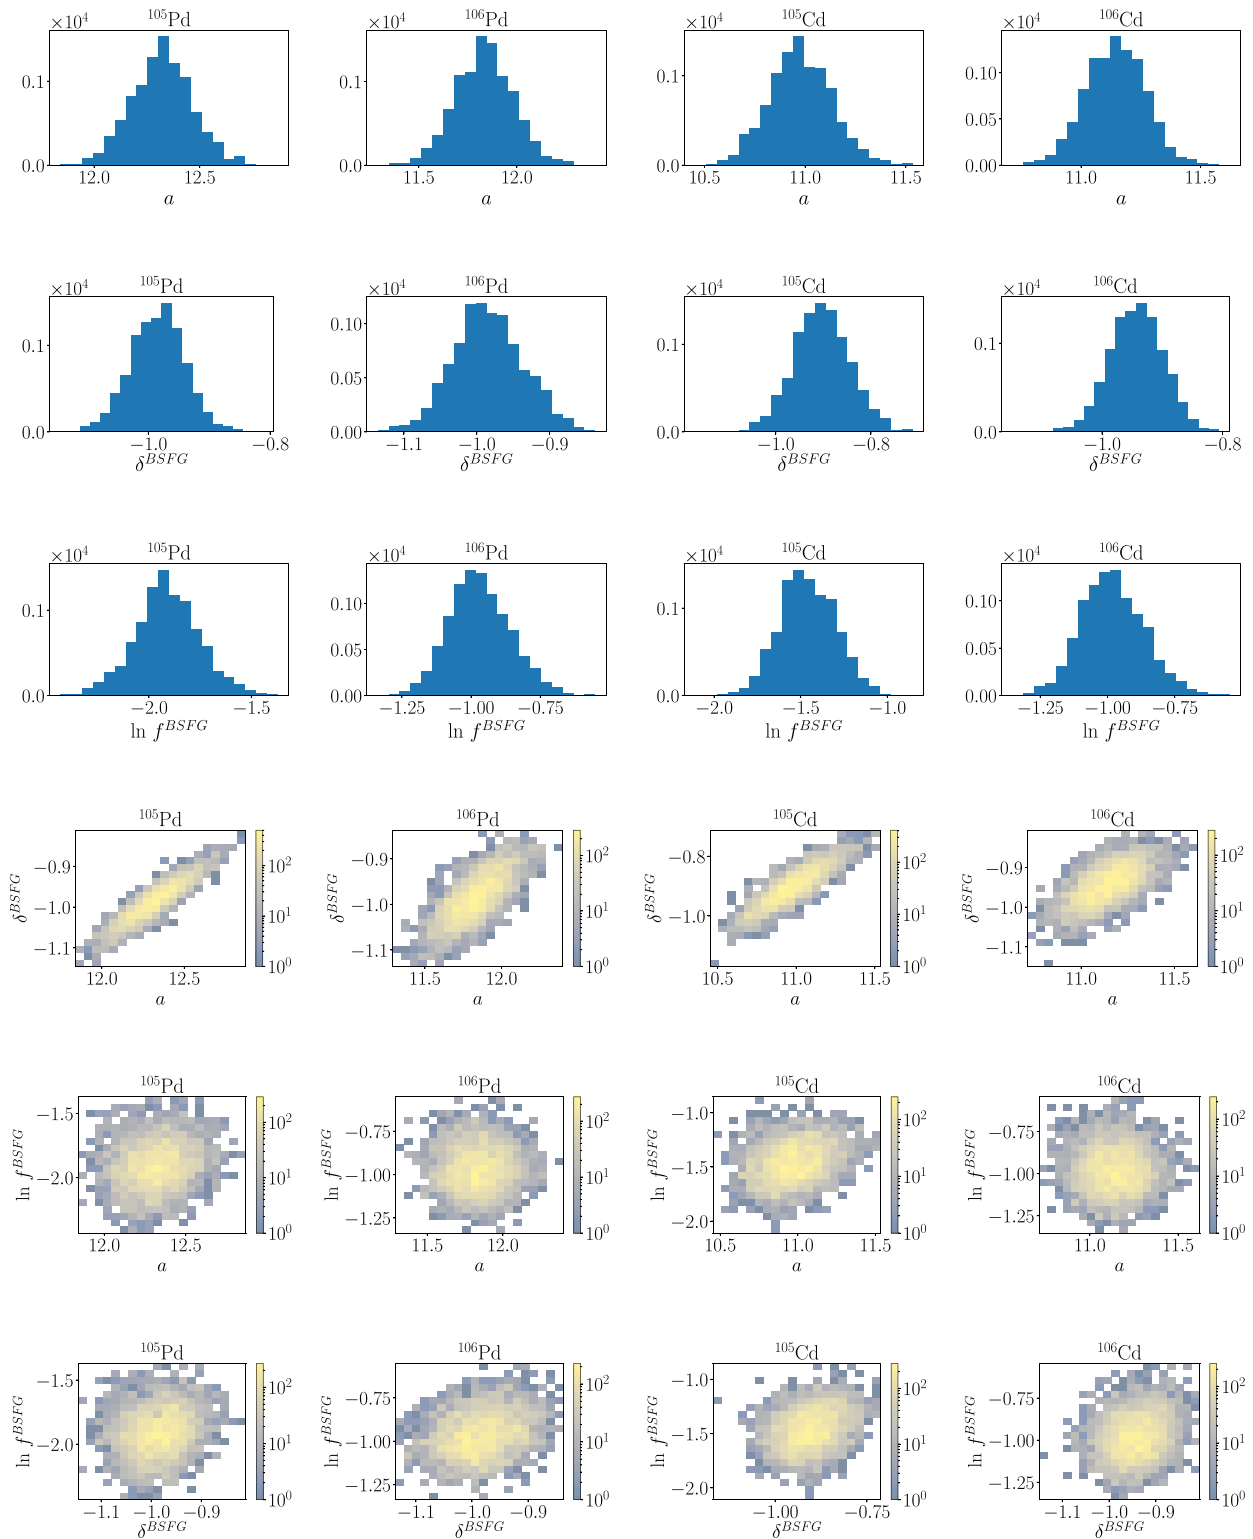 ¹⁰⁵Pd ¹⁰⁶Pd ¹⁰⁵Cd ¹⁰⁶Cd
×10⁴ ×10⁴ ×10⁴ ×10⁴
0.1 0.1 0.1 0.10
0.05
0.0 0.0 0.0 0.00
12.0 12.5 11.5 12.0 10.5 11.0 11.5 11.0 11.5
a a a a
¹⁰⁵Pd ¹⁰⁶Pd ¹⁰⁵Cd ¹⁰⁶Cd
×10⁴ ×10⁴ ×10⁴ ×10⁴
0.1 0.10 0.1 0.1
0.05
0.0 0.00 0.0 0.0
−1.0 −0.8 −1.1 −1.0 −0.9 −1.0 −0.8 −1.0 −0.8
δ^BSFG δ^BSFG δ^BSFG δ^BSFG
¹⁰⁵Pd ¹⁰⁶Pd ¹⁰⁵Cd ¹⁰⁶Cd
×10⁴ ×10⁴ ×10⁴ ×10⁴
0.1 0.10 0.1 0.10
0.05 0.05
0.0 0.00 0.0 0.00
−2.0 −1.5 −1.25 −1.00 −0.75 −2.0 −1.5 −1.0 −1.25 −1.00 −0.75
ln f^BSFG ln f^BSFG ln f^BSFG ln f^BSFG
¹⁰⁵Pd ¹⁰⁶Pd ¹⁰⁵Cd ¹⁰⁶Cd
δ^BSFG δ^BSFG δ^BSFG δ^BSFG
−0.9 −0.9 −0.8 −0.9
−1.0 −1.0 −1.0 −1.0
−1.1 −1.1 −1.1
10² 10² 10² 10²
10¹ 10¹ 10¹ 10¹
10⁰ 10⁰ 10⁰ 10⁰
12.0 12.5 11.5 12.0 10.5 11.0 11.5 11.0 11.5
a a a a
¹⁰⁵Pd ¹⁰⁶Pd ¹⁰⁵Cd ¹⁰⁶Cd
ln f^BSFG ln f^BSFG ln f^BSFG ln f^BSFG
−1.5 −0.75 −1.0 −0.75
−2.0 −1.00 −1.5 −1.00
−1.25 −2.0 −1.25
10² 10² 10² 10²
10¹ 10¹ 10¹ 10¹
10⁰ 10⁰ 10⁰ 10⁰
12.0 12.5 11.5 12.0 10.5 11.0 11.5 11.0 11.5
a a a a
¹⁰⁵Pd ¹⁰⁶Pd ¹⁰⁵Cd ¹⁰⁶Cd
ln f^BSFG ln f^BSFG ln f^BSFG ln f^BSFG
−1.5 −0.75 −1.0 −0.75
−2.0 −1.00 −1.5 −1.00
−1.25 −2.0 −1.25
10² 10² 10² 10²
10¹ 10¹ 10¹ 10¹
10⁰ 10⁰ 10⁰ 10⁰
−1.1 −1.0 −0.9 −1.1 −1.0 −0.9 −1.00 −0.75 −1.1 −1.0 −0.9
δ^BSFG δ^BSFG δ^BSFG δ^BSFG